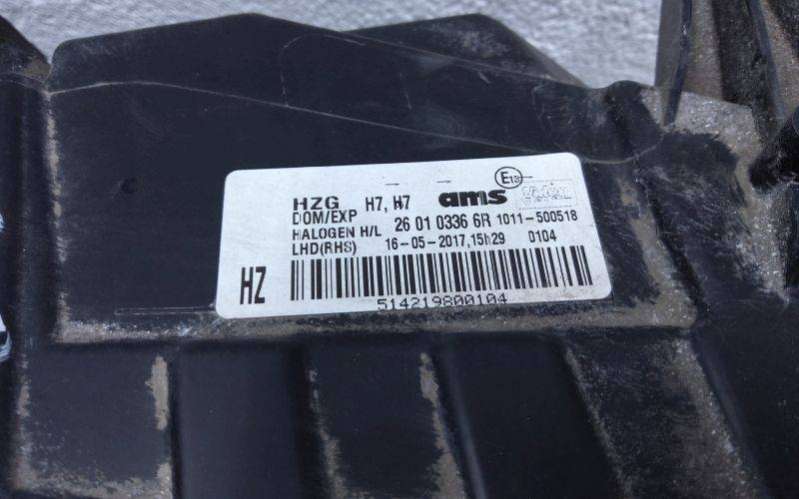 HZG H7, H7 ams E13
DOM/EXP
HALOGEN H/L 26 01 0336 6R 1011-500518
LHD(RHS) 16-05-2017,15h29 0104
HZ
514219800104